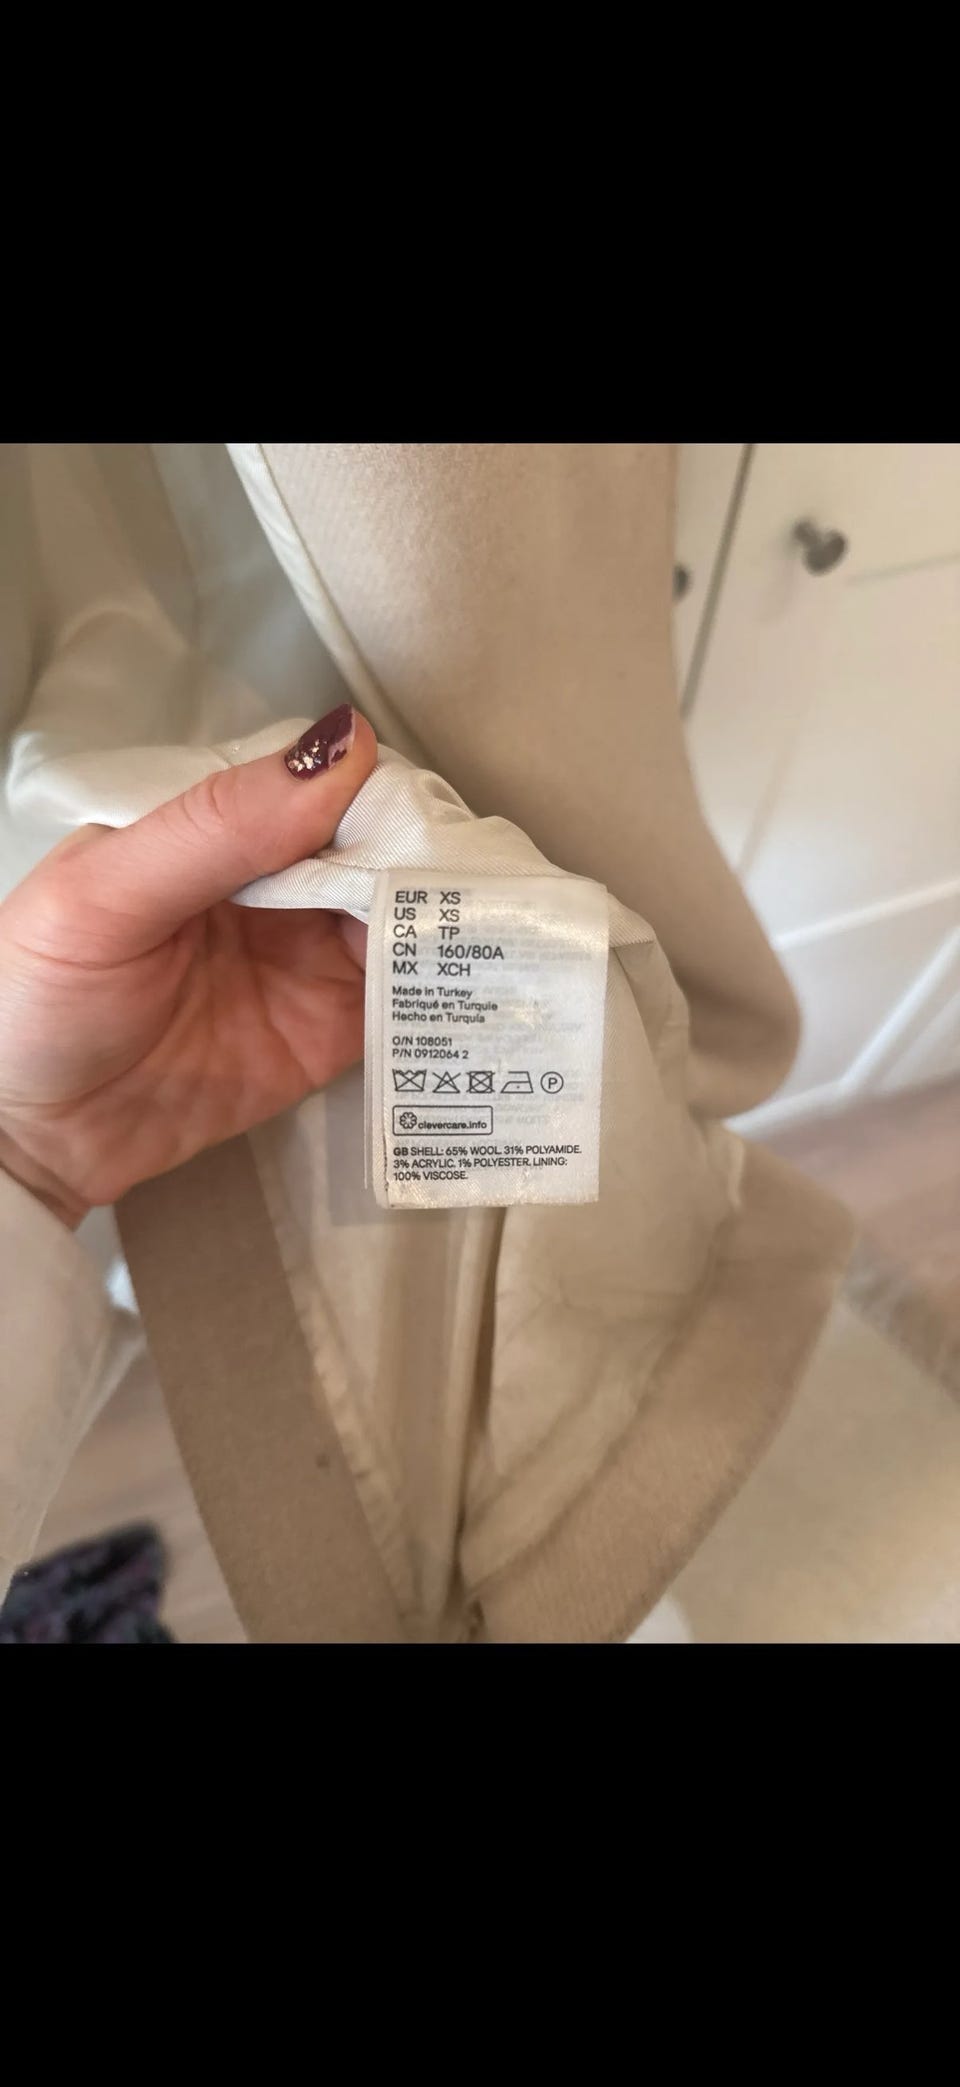 EUR XS
US XS
CA TP
CN 160/80A
MX XCH
Made in Turkey
Fabriqué en Turquie
Hecho en Turquía
O/N 108051
P/N 0912064 2
P
clevercare.info
GB SHELL: 65% WOOL. 31% POLYAMIDE.
3% ACRYLIC. 1% POLYESTER. LINING:
100% VISCOSE.